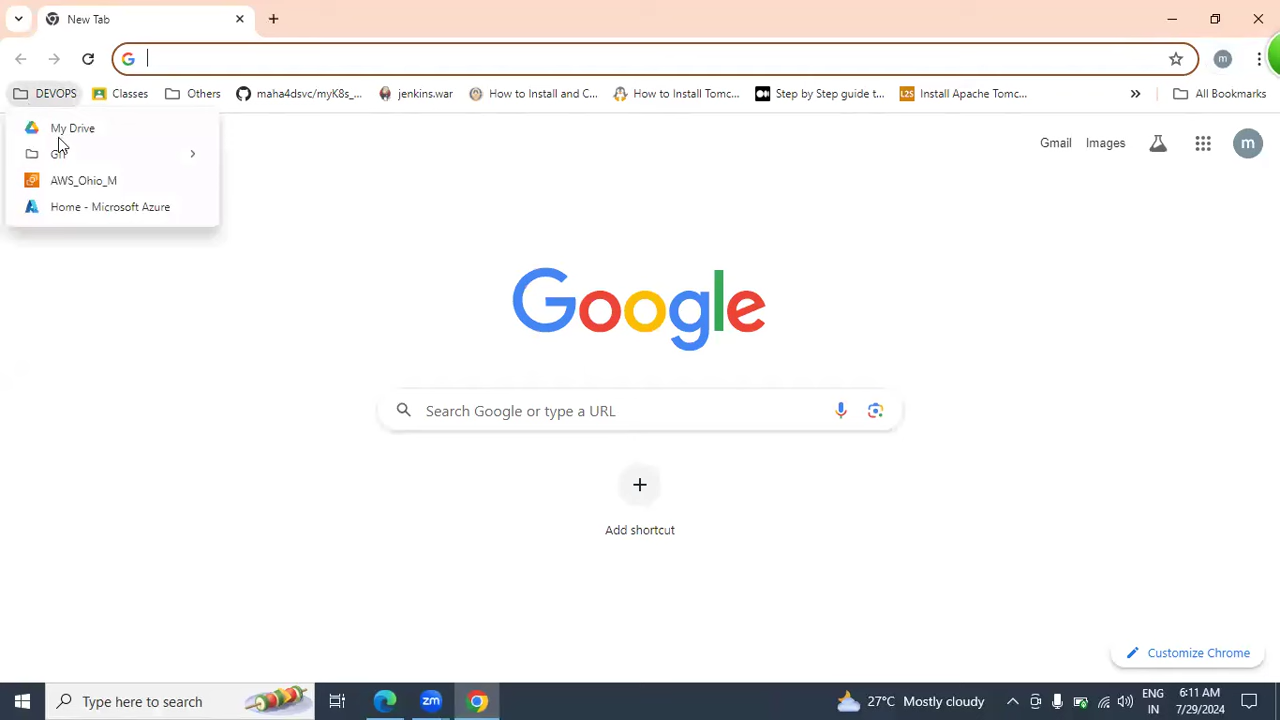 New Tab
DEVOPS Classes Others maha4dsvc/myK8s_... jenkins.war How to Install and C... How to Install Tomc... Step by Step guide t... Install Apache Tomc... All Bookmarks
My Drive
AWS_Ohio_M
Home - Microsoft Azure
Gmail Images m
m
Google
Search Google or type a URL
Add shortcut
Customize Chrome
Type here to search
zm
27°C Mostly cloudy
ENG
IN
6:11 AM
7/29/2024